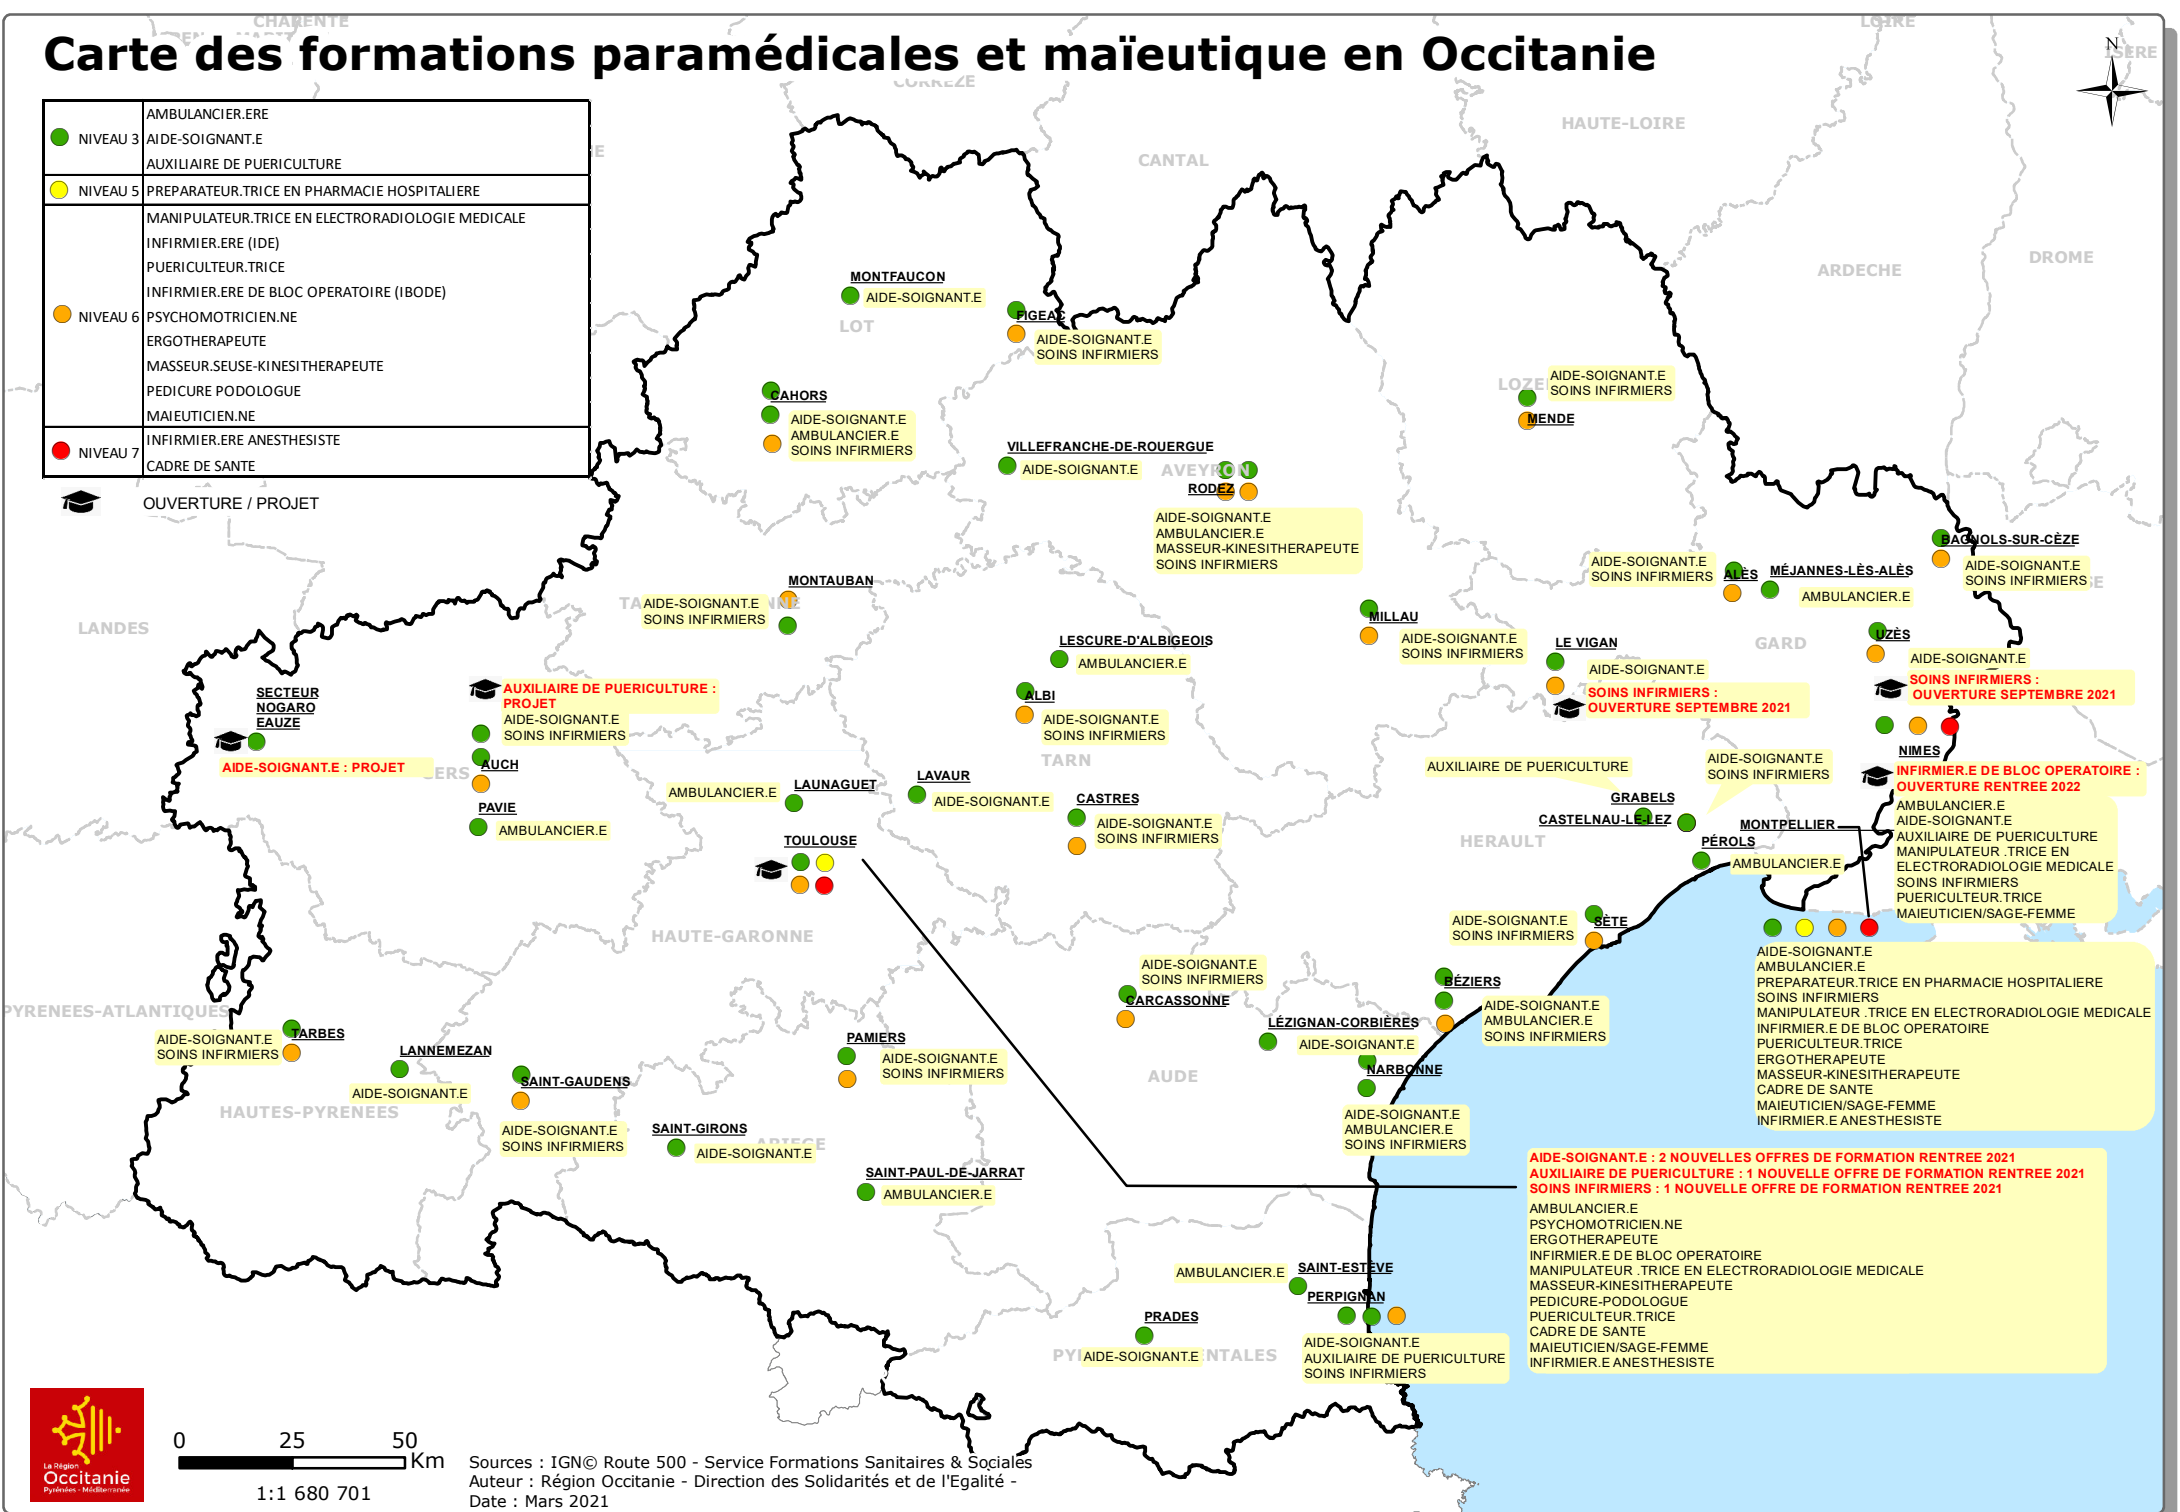 CHARENTE
CORREZE
LOIRE
ISERE
Carte des formations paramédicales et maïeutique en Occitanie
N
NIVEAU 3
AMBULANCIER.ERE
AIDE-SOIGNANT.E
AUXILIAIRE DE PUERICULTURE
NIVEAU 5
PREPARATEUR.TRICE EN PHARMACIE HOSPITALIERE
NIVEAU 6
MANIPULATEUR.TRICE EN ELECTRORADIOLOGIE MEDICALE
INFIRMIER.ERE (IDE)
PUERICULTEUR.TRICE
INFIRMIER.ERE DE BLOC OPERATOIRE (IBODE)
PSYCHOMOTRICIEN.NE
ERGOTHERAPEUTE
MASSEUR.SEUSE-KINESITHERAPEUTE
PEDICURE PODOLOGUE
MAIEUTICIEN.NE
NIVEAU 7
INFIRMIER.ERE ANESTHESISTE
CADRE DE SANTE
OUVERTURE / PROJET
HAUTE-LOIRE
CANTAL
ARDECHE
DROME
MONTFAUCON
AIDE-SOIGNANT.E
LOT
FIGEAC
AIDE-SOIGNANT.E
SOINS INFIRMIERS
CAHORS
AIDE-SOIGNANT.E
AMBULANCIER.E
SOINS INFIRMIERS
LOZE
AIDE-SOIGNANT.E
SOINS INFIRMIERS
MENDE
VILLEFRANCHE-DE-ROUERGUE
AIDE-SOIGNANT.E
AVEYRON
RODEZ
AIDE-SOIGNANT.E
AMBULANCIER.E
MASSEUR-KINESITHERAPEUTE
SOINS INFIRMIERS
BAGNOLS-SUR-CÈZE
AIDE-SOIGNANT.E
SOINS INFIRMIERS
SE
AIDE-SOIGNANT.E
SOINS INFIRMIERS
ALÈS
MÉJANNES-LÈS-ALÈS
AMBULANCIER.E
MONTAUBAN
TA
NNE
AIDE-SOIGNANT.E
SOINS INFIRMIERS
LANDES
MILLAU
AIDE-SOIGNANT.E
SOINS INFIRMIERS
LESCURE-D'ALBIGEOIS
AMBULANCIER.E
LE VIGAN
AIDE-SOIGNANT.E
SOINS INFIRMIERS :
OUVERTURE SEPTEMBRE 2021
GARD
UZÈS
AIDE-SOIGNANT.E
SOINS INFIRMIERS :
OUVERTURE SEPTEMBRE 2021
SECTEUR
NOGARO
EAUZE
AIDE-SOIGNANT.E : PROJET
AUXILIAIRE DE PUERICULTURE :
PROJET
AIDE-SOIGNANT.E
SOINS INFIRMIERS
GERS
AUCH
PAVIE
AMBULANCIER.E
ALBI
AIDE-SOIGNANT.E
SOINS INFIRMIERS
TARN
NIMES
INFIRMIER.E DE BLOC OPERATOIRE :
OUVERTURE RENTREE 2022
AMBULANCIER.E
AIDE-SOIGNANT.E
AUXILIAIRE DE PUERICULTURE
MANIPULATEUR .TRICE EN
ELECTRORADIOLOGIE MEDICALE
SOINS INFIRMIERS
PUERICULTEUR.TRICE
MAIEUTICIEN/SAGE-FEMME
AMBULANCIER.E
LAUNAGUET
LAVAUR
AIDE-SOIGNANT.E
CASTRES
AIDE-SOIGNANT.E
SOINS INFIRMIERS
AUXILIAIRE DE PUERICULTURE
AIDE-SOIGNANT.E
SOINS INFIRMIERS
GRABELS
CASTELNAU-LE-LEZ
MONTPELLIER
HERAULT
PÉROLS
AMBULANCIER.E
TOULOUSE
HAUTE-GARONNE
AIDE-SOIGNANT.E
SOINS INFIRMIERS
SÈTE
AIDE-SOIGNANT.E
AMBULANCIER.E
PREPARATEUR.TRICE EN PHARMACIE HOSPITALIERE
SOINS INFIRMIERS
MANIPULATEUR .TRICE EN ELECTRORADIOLOGIE MEDICALE
INFIRMIER.E DE BLOC OPERATOIRE
PUERICULTEUR.TRICE
ERGOTHERAPEUTE
MASSEUR-KINESITHERAPEUTE
CADRE DE SANTE
MAIEUTICIEN/SAGE-FEMME
INFIRMIER.E ANESTHESISTE
AIDE-SOIGNANT.E
SOINS INFIRMIERS
CARCASSONNE
BÉZIERS
AIDE-SOIGNANT.E
AMBULANCIER.E
SOINS INFIRMIERS
PYRENEES-ATLANTIQUES
AIDE-SOIGNANT.E
SOINS INFIRMIERS
TARBES
LANNEMEZAN
AIDE-SOIGNANT.E
HAUTES-PYRENEES
LÉZIGNAN-CORBIÈRES
AIDE-SOIGNANT.E
PAMIERS
AIDE-SOIGNANT.E
SOINS INFIRMIERS
AUDE
NARBONNE
AIDE-SOIGNANT.E
AMBULANCIER.E
SOINS INFIRMIERS
SAINT-GAUDENS
AIDE-SOIGNANT.E
SOINS INFIRMIERS
SAINT-GIRONS
AIDE-SOIGNANT.E
ARIEGE
SAINT-PAUL-DE-JARRAT
AMBULANCIER.E
AIDE-SOIGNANT.E : 2 NOUVELLES OFFRES DE FORMATION RENTREE 2021
AUXILIAIRE DE PUERICULTURE : 1 NOUVELLE OFFRE DE FORMATION RENTREE 2021
SOINS INFIRMIERS : 1 NOUVELLE OFFRE DE FORMATION RENTREE 2021
AMBULANCIER.E
PSYCHOMOTRICIEN.NE
ERGOTHERAPEUTE
INFIRMIER.E DE BLOC OPERATOIRE
MANIPULATEUR .TRICE EN ELECTRORADIOLOGIE MEDICALE
MASSEUR-KINESITHERAPEUTE
PEDICURE-PODOLOGUE
PUERICULTEUR.TRICE
CADRE DE SANTE
MAIEUTICIEN/SAGE-FEMME
INFIRMIER.E ANESTHESISTE
AMBULANCIER.E
SAINT-ESTÈVE
PERPIGNAN
AIDE-SOIGNANT.E
AUXILIAIRE DE PUERICULTURE
SOINS INFIRMIERS
PRADES
AIDE-SOIGNANT.E
PY
NTALES
La Région
Occitanie
Pyrénées - Méditerranée
0 25 50
Km
1:1 680 701
Sources : IGN© Route 500 - Service Formations Sanitaires & Sociales
Auteur : Région Occitanie - Direction des Solidarités et de l'Egalité -
Date : Mars 2021